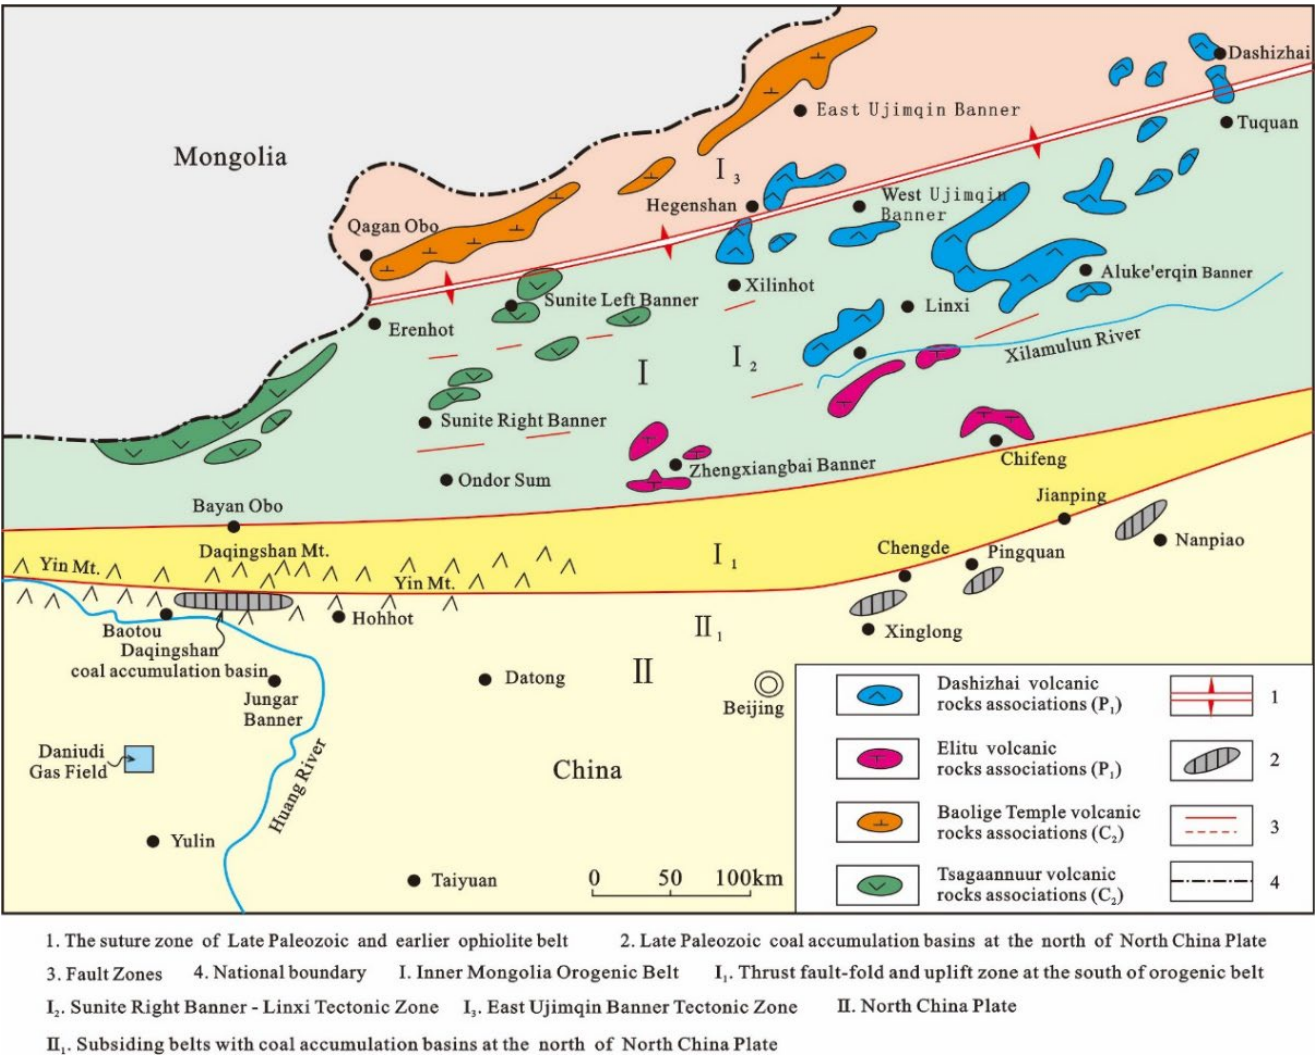 Dashizhai
East Ujimqin Banner
Tuquan
Mongolia
I₃
Hegenshan
West Ujimqin
Banner
Qagan Obo
Aluke'erqin Banner
Xilinhot
Sunite Left Banner
Linxi
Erenhot
Xilamulun River
I
I₂
Sunite Right Banner
Zhengxiangbai Banner
Chifeng
Ondor Sum
Jianping
Bayan Obo
Nanpiao
Daqingshan Mt.
I₁
Chengde
Pingquan
Yin Mt.
Yin Mt.
Hohhot
II₁
Xinglong
Baotou
Daqingshan
coal accumulation basin
II
Datong
Jungar
Banner
Beijing
Daniudi
Gas Field
Huang River
China
Yulin
Taiyuan
0 50 100km
Dashizhai volcanic
rocks associations (P₁)
1
Elitu volcanic
rocks associations (P₁)
2
Baolige Temple volcanic
rocks associations (C₂)
3
Tsagaannuur volcanic
rocks associations (C₂)
4
1. The suture zone of Late Paleozoic and earlier ophiolite belt 2. Late Paleozoic coal accumulation basins at the north of North China Plate
3. Fault Zones 4. National boundary I. Inner Mongolia Orogenic Belt I₁. Thrust fault-fold and uplift zone at the south of orogenic belt
I₂. Sunite Right Banner - Linxi Tectonic Zone I₃. East Ujimqin Banner Tectonic Zone II. North China Plate
II₁. Subsiding belts with coal accumulation basins at the north of North China Plate